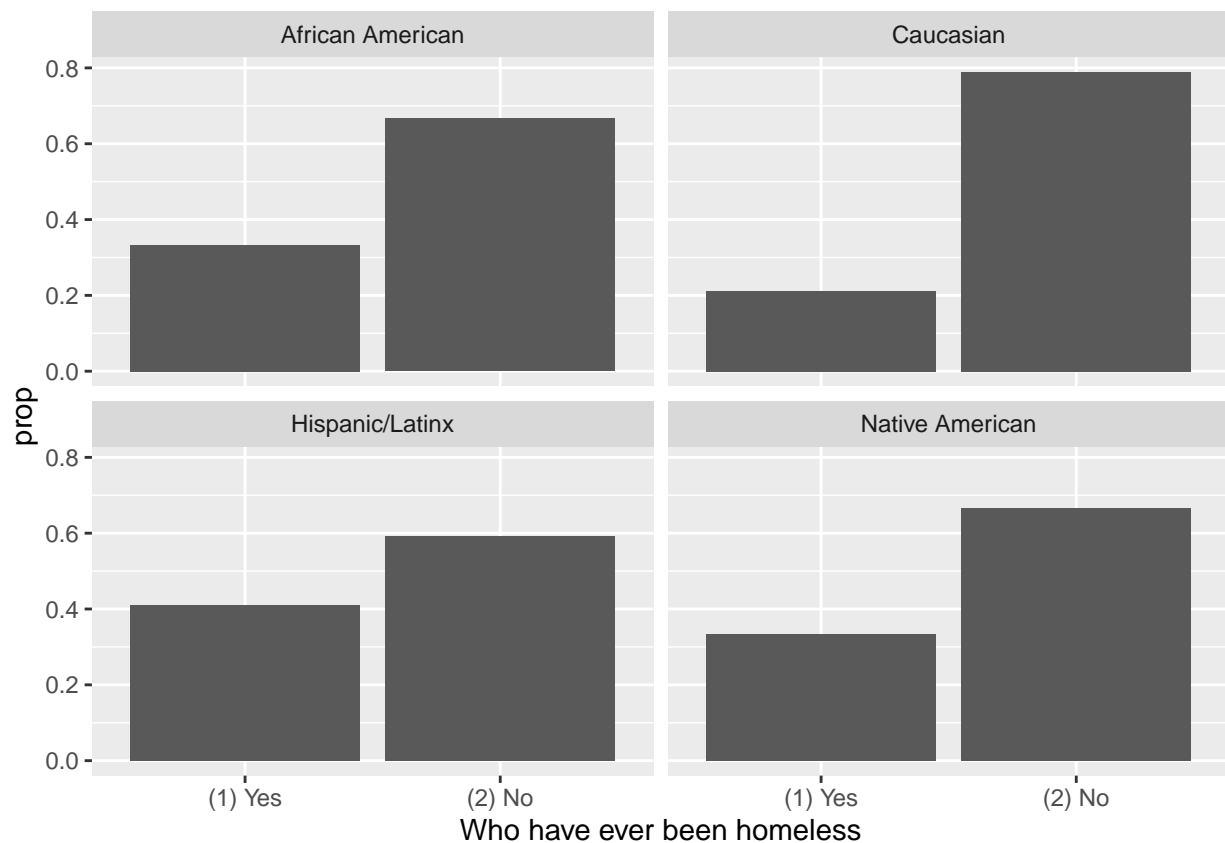 African American
Caucasian
0.8
0.6
0.4
0.2
0.0
prop
Hispanic/Latinx
Native American
0.8
0.6
0.4
0.2
0.0
(1) Yes
(2) No
(1) Yes
(2) No
Who have ever been homeless